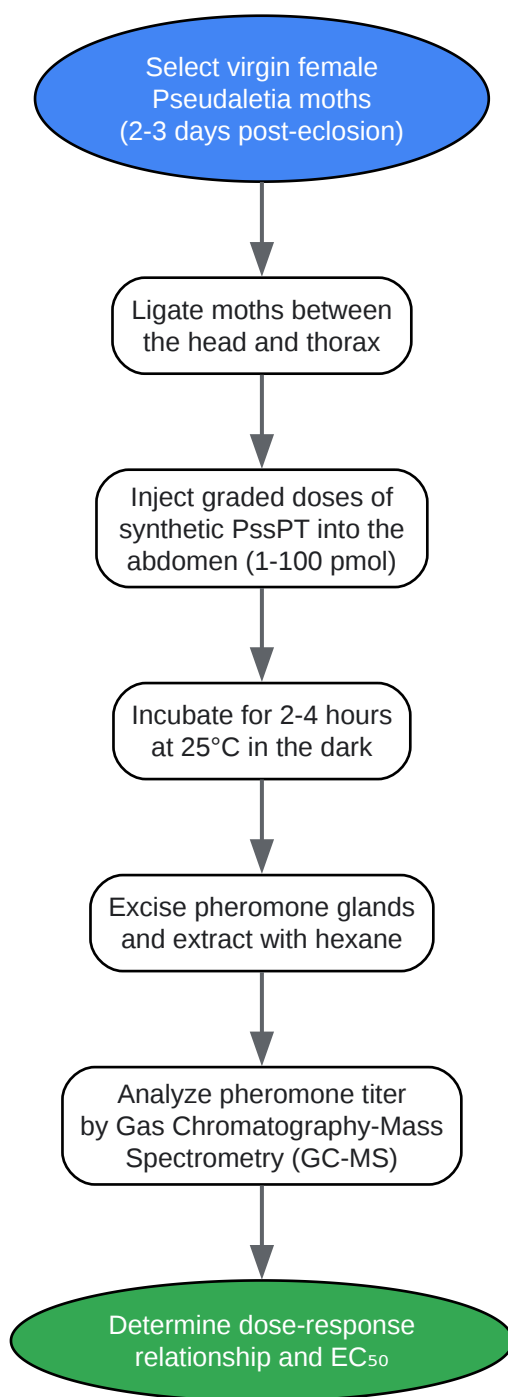 Select virgin female
Pseudaletia moths
(2-3 days post-eclosion)
Ligate moths between
the head and thorax
Inject graded doses of
synthetic PssPT into the
abdomen (1-100 pmol)
Incubate for 2-4 hours
at 25°C in the dark
Excise pheromone glands
and extract with hexane
Analyze pheromone titer
by Gas Chromatography-Mass
Spectrometry (GC-MS)
Determine dose-response
relationship and EC₅₀